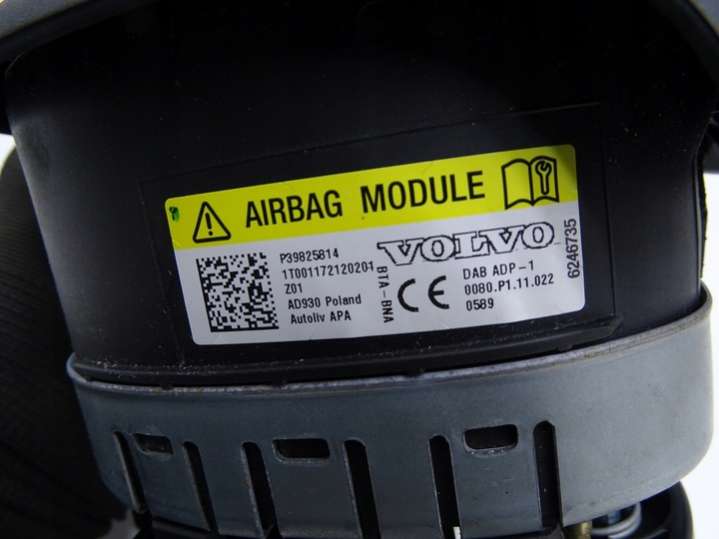 AIRBAG MODULE
P39825814
1T001172120201
Z01
AD930 Poland
Autoliv APA
BTA-BNA
VOLVO
CE
DAB ADP-1
0080.P1.11.022
0589
6246735